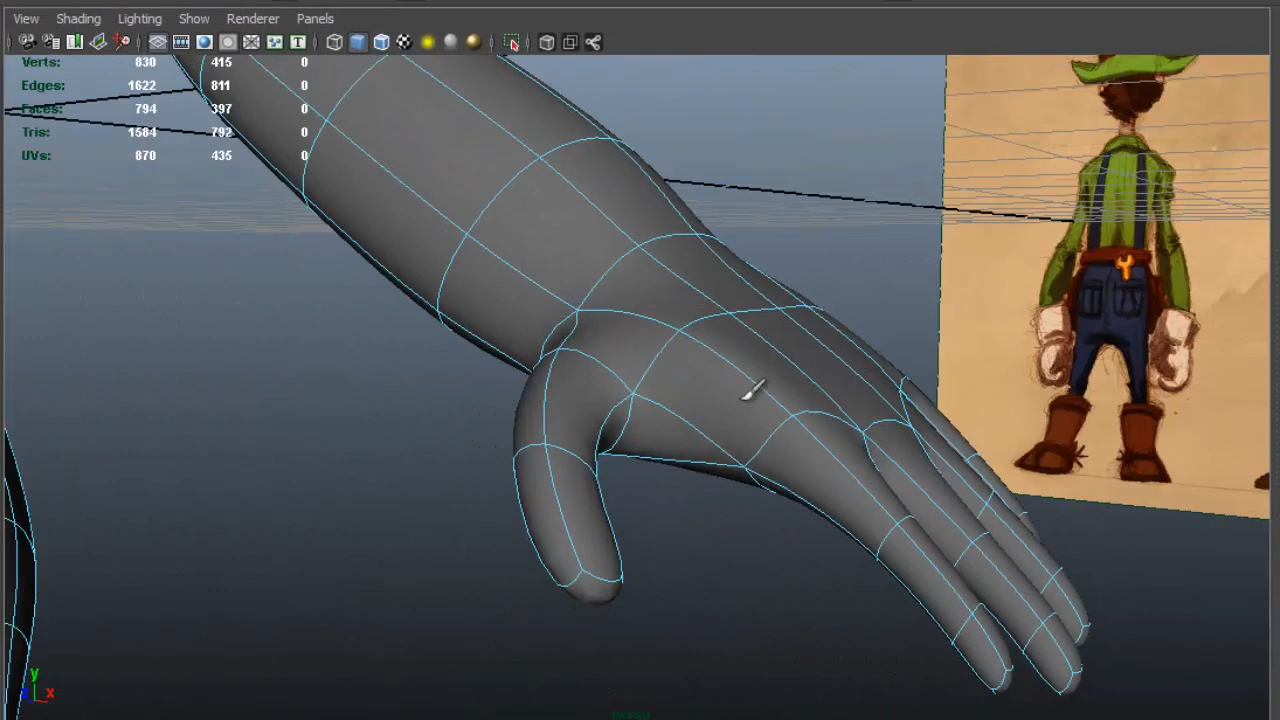 View Shading Lighting Show Renderer Panels
Verts: 830 415 0
Edges: 1622 811 0
Faces: 794 397 0
Tris: 1584 792 0
UVs: 870 435 0
y
z x
persp